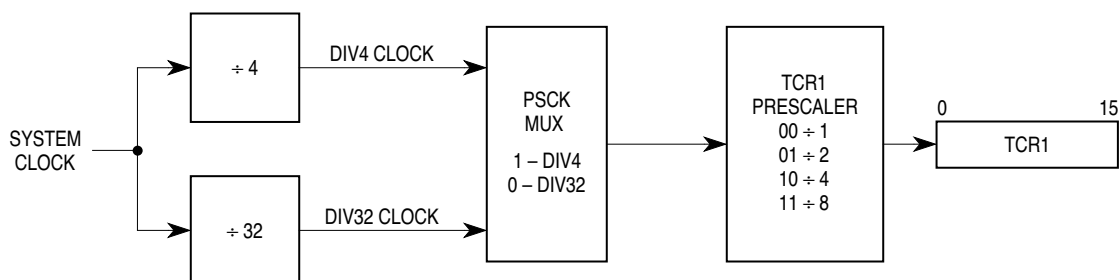 SYSTEM
CLOCK
÷ 4
DIV4 CLOCK
÷ 32
DIV32 CLOCK
PSCK
MUX
1 – DIV4
0 – DIV32
TCR1
PRESCALER
00 ÷ 1
01 ÷ 2
10 ÷ 4
11 ÷ 8
0 15
TCR1